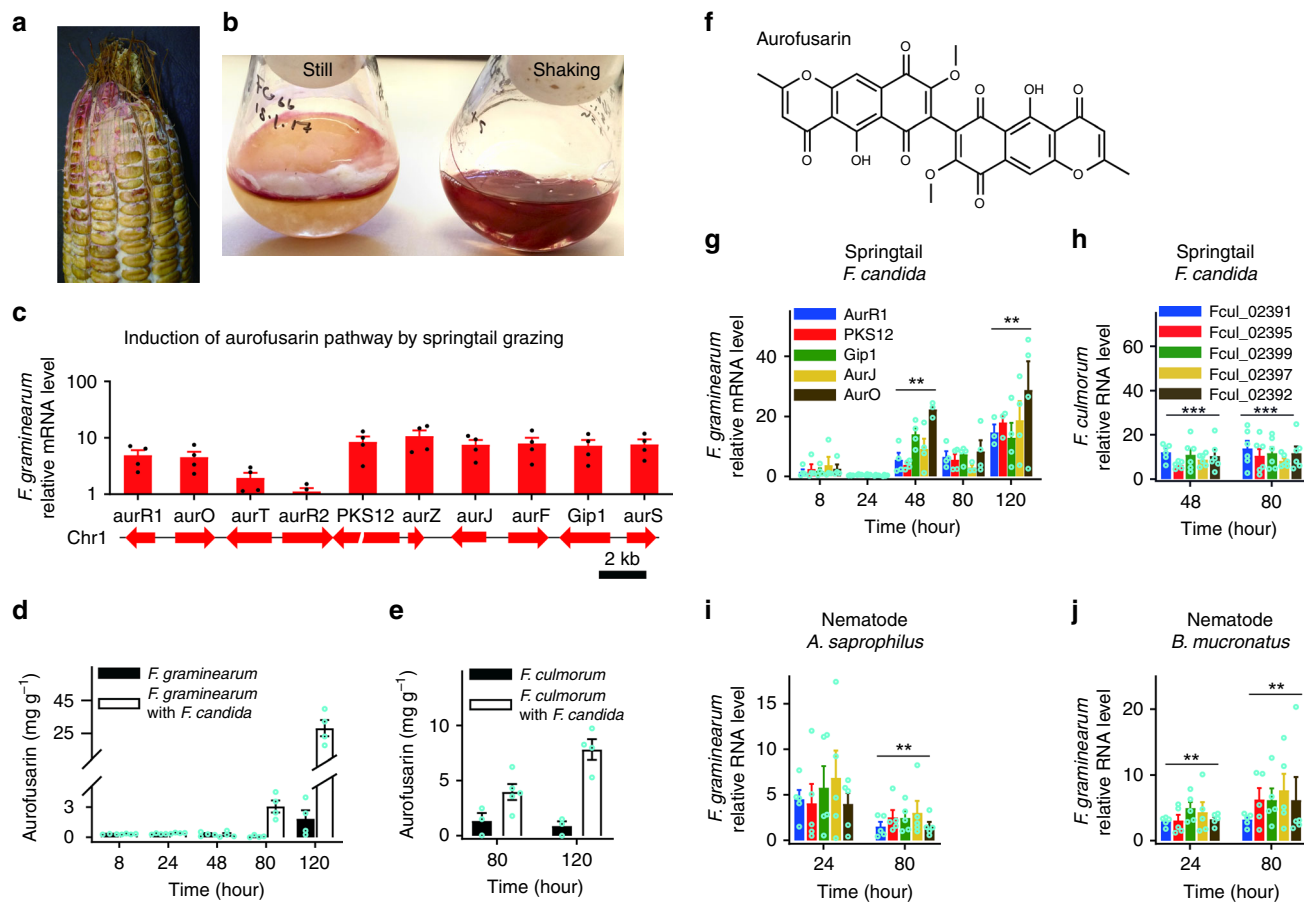 a
b
Still
Shaking
FG66
18.1.17
c
Induction of aurofusarin pathway by springtail grazing
F. graminearum
relative mRNA level
100
10
1
aurR1 aurO aurT aurR2 PKS12 aurZ aurJ aurF Gip1 aurS
Chr1
2 kb
d
Aurofusarin (mg g⁻¹)
F. graminearum
F. graminearum
with F. candida
45
25
3
0
8 24 48 80 120
Time (hour)
e
Aurofusarin (mg g⁻¹)
F. culmorum
F. culmorum
with F. candida
10
5
0
80 120
Time (hour)
f
Aurofusarin
O O OH O
O O
O OH O O O
O
g
Springtail
F. candida
F. graminearum
relative mRNA level
AurR1
PKS12
Gip1
AurJ
AurO
40
20
0
** **
8 24 48 80 120
Time (hour)
h
Springtail
F. candida
F. culmorum
relative RNA level
Fcul_02391
Fcul_02395
Fcul_02399
Fcul_02397
Fcul_02392
60
40
20
0
*** ***
48 80
Time (hour)
i
Nematode
A. saprophilus
F. graminearum
relative RNA level
15
10
5
0
**
24 80
Time (hour)
j
Nematode
B. mucronatus
F. graminearum
relative RNA level
20
10
0
** **
24 80
Time (hour)